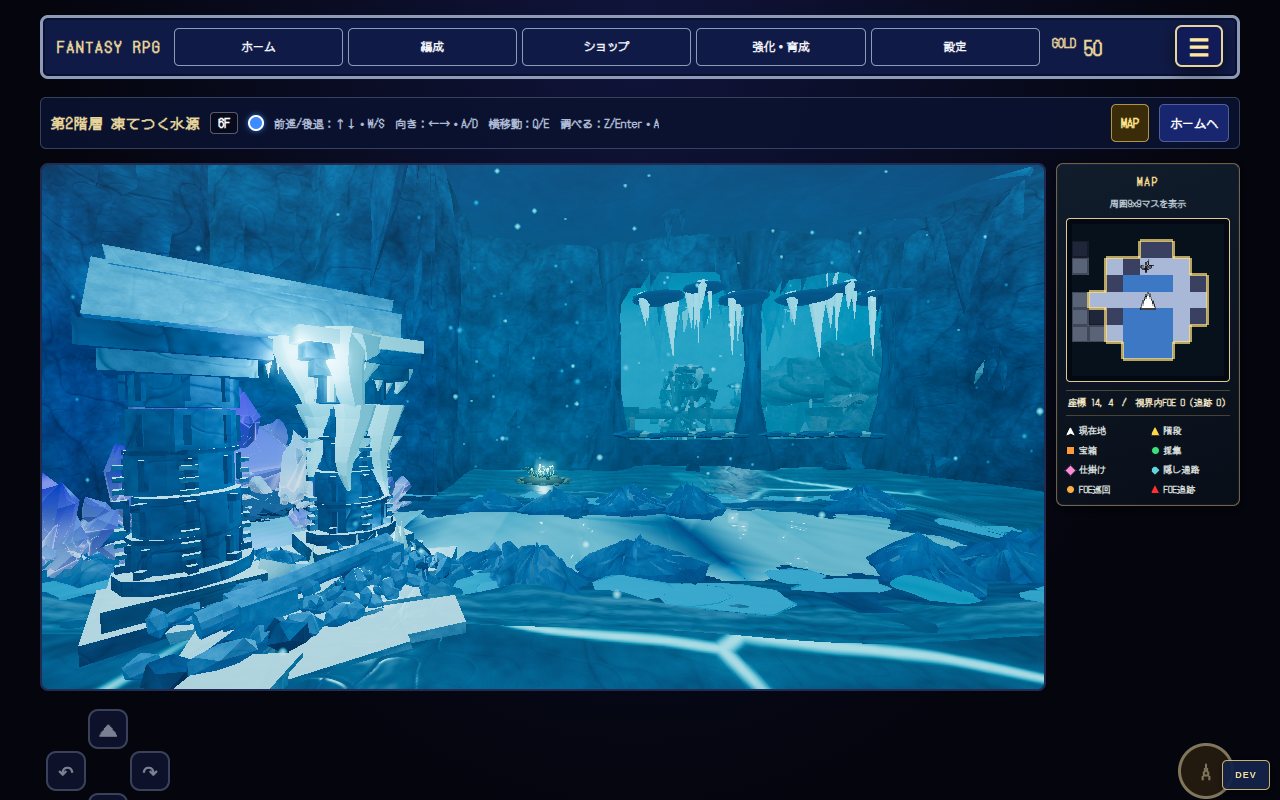 FANTASY RPG
ホーム
編成
ショップ
強化・育成
設定
GOLD 50
第2階層 凍てつく水源
6F
前進/後退：↑↓・W/S 向き：←→・A/D 横移動：Q/E 調べる：Z/Enter・A
MAP
ホームへ
MAP
周囲9x9マスを表示
座標 14, 4 / 視界内FOE 0 (追跡 0)
現在地
階段
宝箱
採集
仕掛け
隠し通路
FOE巡回
FOE追跡
A
DEV